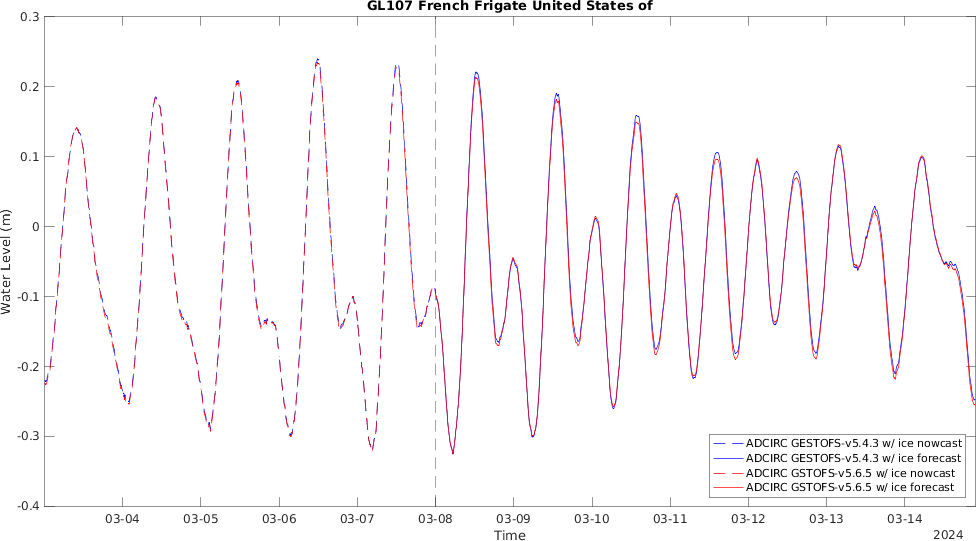 GL107 French Frigate United States of
0.3
0.2
0.1
0
-0.1
-0.2
-0.3
-0.4
Water Level (m)
ADCIRC GESTOFS-v5.4.3 w/ ice nowcast
ADCIRC GESTOFS-v5.4.3 w/ ice forecast
ADCIRC GSTOFS-v5.6.5 w/ ice nowcast
ADCIRC GSTOFS-v5.6.5 w/ ice forecast
03-04 03-05 03-06 03-07 03-08 03-09 03-10 03-11 03-12 03-13 03-14
Time
2024